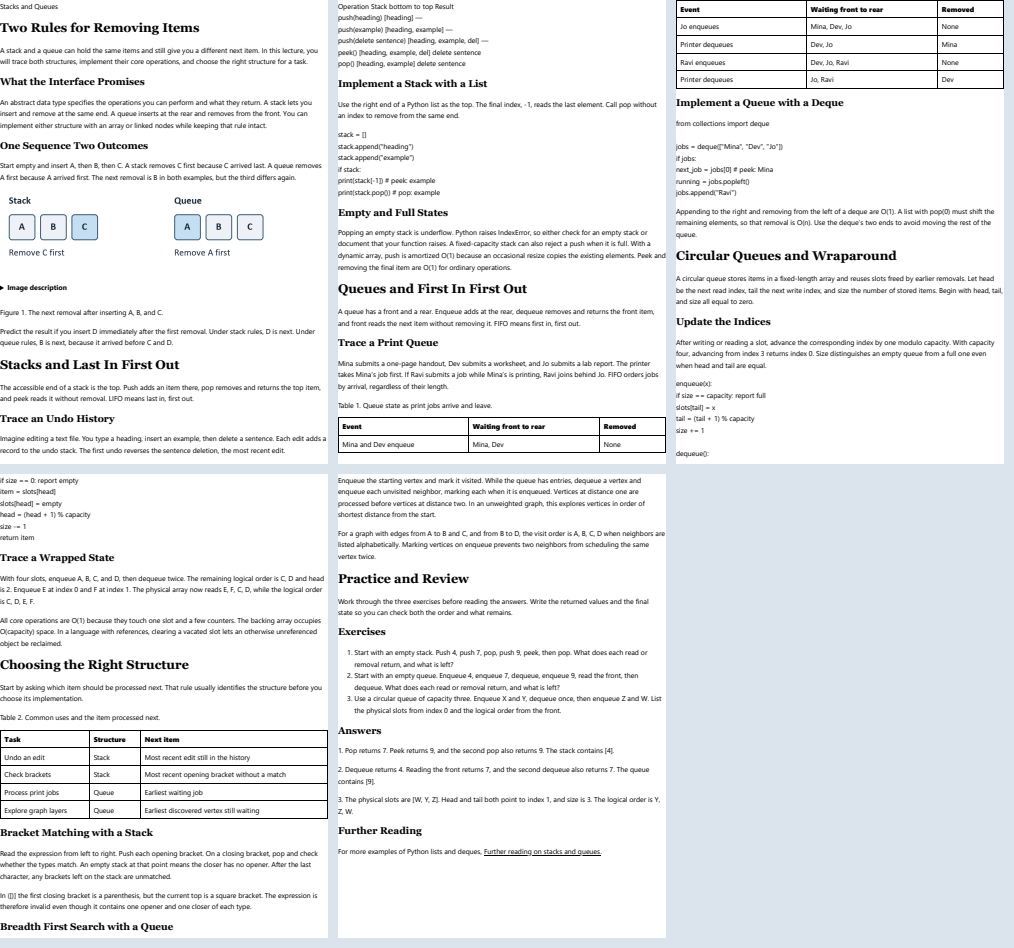 Stacks and Queues
Two Rules for Removing Items
A stack and a queue can hold the same items and still give you a different next item. In this lecture, you
will trace both structures, implement their core operations, and choose the right structure for a task.
What the Interface Promises
An abstract data type specifies the operations you can perform and what they return. A stack lets you
insert and remove at the same end. A queue inserts at the rear and removes from the front. You can
implement either structure with an array or linked nodes while keeping that rule intact.
One Sequence Two Outcomes
Start empty and insert A, then B, then C. A stack removes C first because C arrived last. A queue removes
A first because A arrived first. The next removal is B in both examples, but the third differs again.
Stack
A B C
Remove C first
Queue
A B C
Remove A first
Image description
Figure 1. The next removal after inserting A, B, and C.
Predict the result if you insert D immediately after the first removal. Under stack rules, D is next. Under
queue rules, B is next, because it arrived before C and D.
Stacks and Last In First Out
The accessible end of a stack is the top. Push adds an item there, pop removes and returns the top item,
and peek reads it without removal. LIFO means last in, first out.
Trace an Undo History
Imagine editing a text file. You type a heading, insert an example, then delete a sentence. Each edit adds a
record to the undo stack. The first undo reverses the sentence deletion, the most recent edit.
Operation Stack bottom to top Result
push(heading) [heading] —
push(example) [heading, example] —
push(delete sentence) [heading, example, del] —
peek() [heading, example, del] delete sentence
pop() [heading, example] delete sentence
Implement a Stack with a List
Use the right end of a Python list as the top. The final index, -1, reads the last element. Call pop without
an index to remove from the same end.
stack = []
stack.append("heading")
stack.append("example")
if stack:
print(stack[-1]) # peek: example
print(stack.pop()) # pop: example
Empty and Full States
Popping an empty stack is underflow. Python raises IndexError, so either check for an empty stack or
document that your function raises. A fixed-capacity stack can also reject a push when it is full. With a
dynamic array, push is amortized O(1) because an occasional resize copies the existing elements. Peek and
removing the final item are O(1) for ordinary operations.
Queues and First In First Out
A queue has a front and a rear. Enqueue adds at the rear, dequeue removes and returns the front item,
and front reads the next item without removing it. FIFO means first in, first out.
Trace a Print Queue
Mina submits a one-page handout, Dev submits a worksheet, and Jo submits a lab report. The printer
takes Mina's job first. If Ravi submits a job while Mina's is printing, Ravi joins behind Jo. FIFO orders jobs
by arrival, regardless of their length.
Table 1. Queue state as print jobs arrive and leave.
Event Waiting front to rear Removed
Mina and Dev enqueue Mina, Dev None
Event Waiting front to rear Removed
Jo enqueues Mina, Dev, Jo None
Printer dequeues Dev, Jo Mina
Ravi enqueues Dev, Jo, Ravi None
Printer dequeues Jo, Ravi Dev
Implement a Queue with a Deque
from collections import deque
jobs = deque(["Mina", "Dev", "Jo"])
if jobs:
next_job = jobs[0] # peek: Mina
running = jobs.popleft()
jobs.append("Ravi")
Appending to the right and removing from the left of a deque are O(1). A list with pop(0) must shift the
remaining elements, so that removal is O(n). Use the deque's two ends to avoid moving the rest of the
queue.
Circular Queues and Wraparound
A circular queue stores items in a fixed-length array and reuses slots freed by earlier removals. Let head
be the next read index, tail the next write index, and size the number of stored items. Begin with head, tail,
and size all equal to zero.
Update the Indices
After writing or reading a slot, advance the corresponding index by one modulo capacity. With capacity
four, advancing from index 3 returns index 0. Size distinguishes an empty queue from a full one even
when head and tail are equal.
enqueue(x):
if size == capacity: report full
slots[tail] = x
tail = (tail + 1) % capacity
size += 1
dequeue():
if size == 0: report empty
item = slots[head]
slots[head] = empty
head = (head + 1) % capacity
size -= 1
return item
Trace a Wrapped State
With four slots, enqueue A, B, C, and D, then dequeue twice. The remaining logical order is C, D and head
is 2. Enqueue E at index 0 and F at index 1. The physical array now reads E, F, C, D, while the logical order
is C, D, E, F.
All core operations are O(1) because they touch one slot and a few counters. The backing array occupies
O(capacity) space. In a language with references, clearing a vacated slot lets an otherwise unreferenced
object be reclaimed.
Choosing the Right Structure
Start by asking which item should be processed next. That rule usually identifies the structure before you
choose its implementation.
Table 2. Common uses and the item processed next.
Task Structure Next item
Undo an edit Stack Most recent edit still in the history
Check brackets Stack Most recent opening bracket without a match
Process print jobs Queue Earliest waiting job
Explore graph layers Queue Earliest discovered vertex still waiting
Bracket Matching with a Stack
Read the expression from left to right. Push each opening bracket. On a closing bracket, pop and check
whether the types match. An empty stack at that point means the closer has no opener. After the last
character, any brackets left on the stack are unmatched.
In ([)] the first closing bracket is a parenthesis, but the current top is a square bracket. The expression is
therefore invalid even though it contains one opener and one closer of each type.
Breadth First Search with a Queue
Enqueue the starting vertex and mark it visited. While the queue has entries, dequeue a vertex and
enqueue each unvisited neighbor, marking each when it is enqueued. Vertices at distance one are
processed before vertices at distance two. In an unweighted graph, this explores vertices in order of
shortest distance from the start.
For a graph with edges from A to B and C, and from B to D, the visit order is A, B, C, D when neighbors are
listed alphabetically. Marking vertices on enqueue prevents two neighbors from scheduling the same
vertex twice.
Practice and Review
Work through the three exercises before reading the answers. Write the returned values and the final
state so you can check both the order and what remains.
Exercises
1. Start with an empty stack. Push 4, push 7, pop, push 9, peek, then pop. What does each read or
removal return, and what is left?
2. Start with an empty queue. Enqueue 4, enqueue 7, dequeue, enqueue 9, read the front, then
dequeue. What does each read or removal return, and what is left?
3. Use a circular queue of capacity three. Enqueue X and Y, dequeue once, then enqueue Z and W. List
the physical slots from index 0 and the logical order from the front.
Answers
1. Pop returns 7. Peek returns 9, and the second pop also returns 9. The stack contains [4].
2. Dequeue returns 4. Reading the front returns 7, and the second dequeue also returns 7. The queue
contains [9].
3. The physical slots are [W, Y, Z]. Head and tail both point to index 1, and size is 3. The logical order is Y,
Z, W.
Further Reading
For more examples of Python lists and deques, Further reading on stacks and queues.